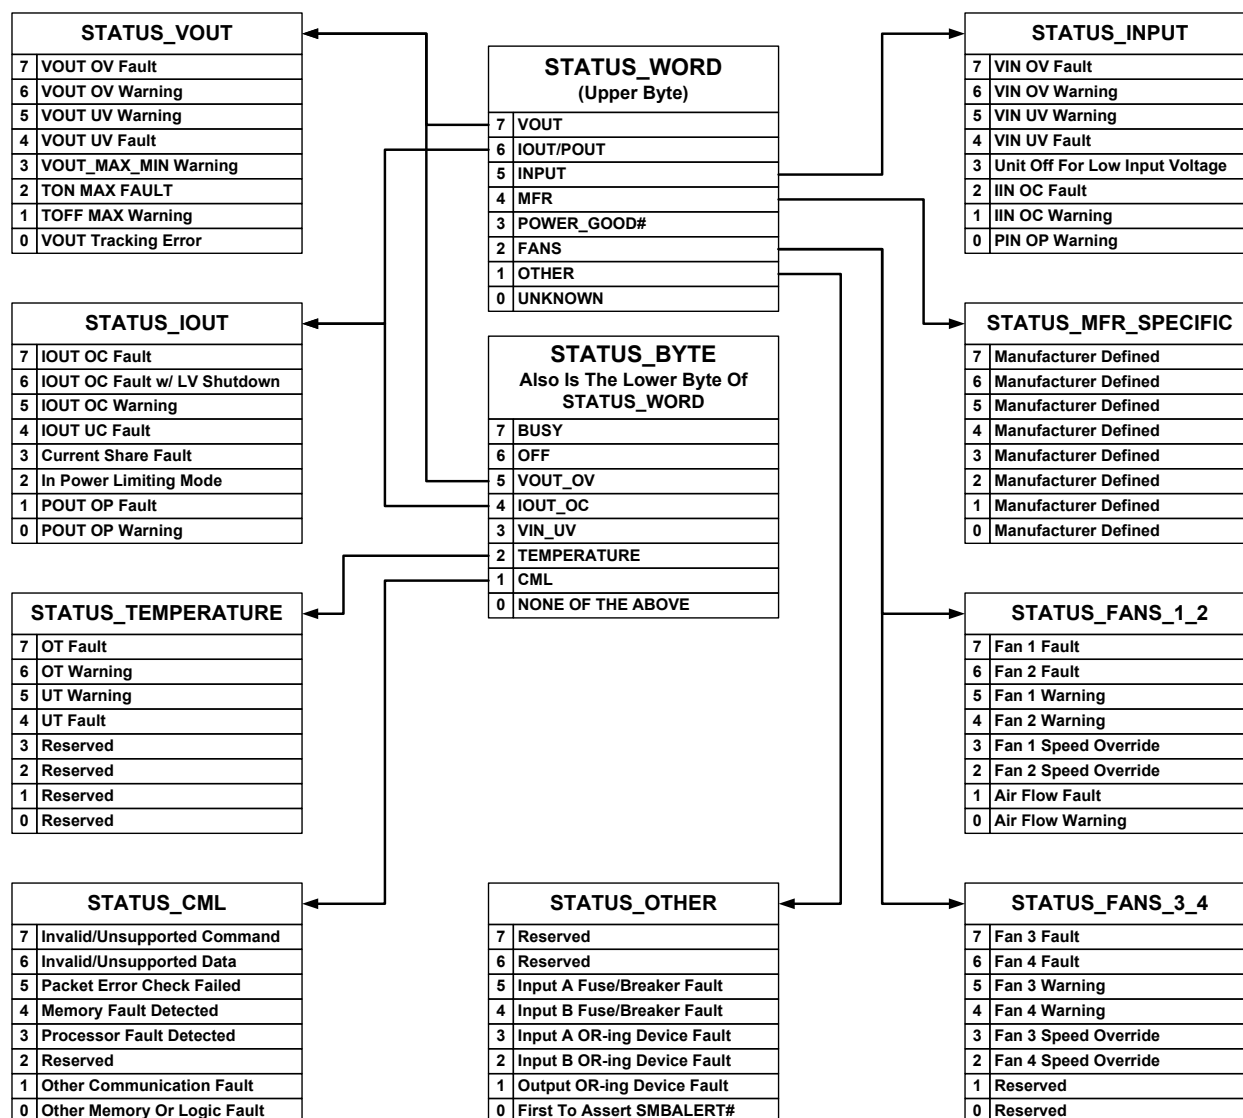 STATUS_VOUT
7 VOUT OV Fault
6 VOUT OV Warning
5 VOUT UV Warning
4 VOUT UV Fault
3 VOUT_MAX_MIN Warning
2 TON MAX FAULT
1 TOFF MAX Warning
0 VOUT Tracking Error
STATUS_IOUT
7 IOUT OC Fault
6 IOUT OC Fault w/ LV Shutdown
5 IOUT OC Warning
4 IOUT UC Fault
3 Current Share Fault
2 In Power Limiting Mode
1 POUT OP Fault
0 POUT OP Warning
STATUS_TEMPERATURE
7 OT Fault
6 OT Warning
5 UT Warning
4 UT Fault
3 Reserved
2 Reserved
1 Reserved
0 Reserved
STATUS_CML
7 Invalid/Unsupported Command
6 Invalid/Unsupported Data
5 Packet Error Check Failed
4 Memory Fault Detected
3 Processor Fault Detected
2 Reserved
1 Other Communication Fault
0 Other Memory Or Logic Fault
STATUS_WORD
(Upper Byte)
7 VOUT
6 IOUT/POUT
5 INPUT
4 MFR
3 POWER_GOOD#
2 FANS
1 OTHER
0 UNKNOWN
STATUS_BYTE
Also Is The Lower Byte Of
STATUS_WORD
7 BUSY
6 OFF
5 VOUT_OV
4 IOUT_OC
3 VIN_UV
2 TEMPERATURE
1 CML
0 NONE OF THE ABOVE
STATUS_OTHER
7 Reserved
6 Reserved
5 Input A Fuse/Breaker Fault
4 Input B Fuse/Breaker Fault
3 Input A OR-ing Device Fault
2 Input B OR-ing Device Fault
1 Output OR-ing Device Fault
0 First To Assert SMBALERT#
STATUS_INPUT
7 VIN OV Fault
6 VIN OV Warning
5 VIN UV Warning
4 VIN UV Fault
3 Unit Off For Low Input Voltage
2 IIN OC Fault
1 IIN OC Warning
0 PIN OP Warning
STATUS_MFR_SPECIFIC
7 Manufacturer Defined
6 Manufacturer Defined
5 Manufacturer Defined
4 Manufacturer Defined
3 Manufacturer Defined
2 Manufacturer Defined
1 Manufacturer Defined
0 Manufacturer Defined
STATUS_FANS_1_2
7 Fan 1 Fault
6 Fan 2 Fault
5 Fan 1 Warning
4 Fan 2 Warning
3 Fan 1 Speed Override
2 Fan 2 Speed Override
1 Air Flow Fault
0 Air Flow Warning
STATUS_FANS_3_4
7 Fan 3 Fault
6 Fan 4 Fault
5 Fan 3 Warning
4 Fan 4 Warning
3 Fan 3 Speed Override
2 Fan 4 Speed Override
1 Reserved
0 Reserved